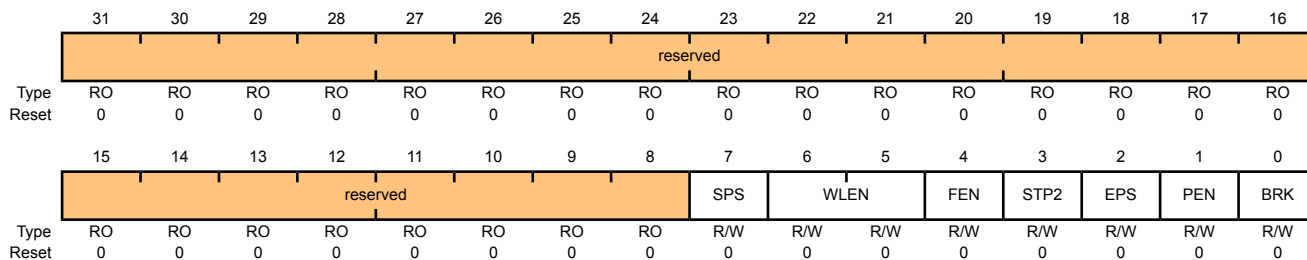 31 30 29 28 27 26 25 24 23 22 21 20 19 18 17 16
reserved
Type RO RO RO RO RO RO RO RO RO RO RO RO RO RO RO RO
Reset 0 0 0 0 0 0 0 0 0 0 0 0 0 0 0 0
15 14 13 12 11 10 9 8 7 6 5 4 3 2 1 0
reserved SPS WLEN FEN STP2 EPS PEN BRK
Type RO RO RO RO RO RO RO RO R/W R/W R/W R/W R/W R/W R/W R/W
Reset 0 0 0 0 0 0 0 0 0 0 0 0 0 0 0 0